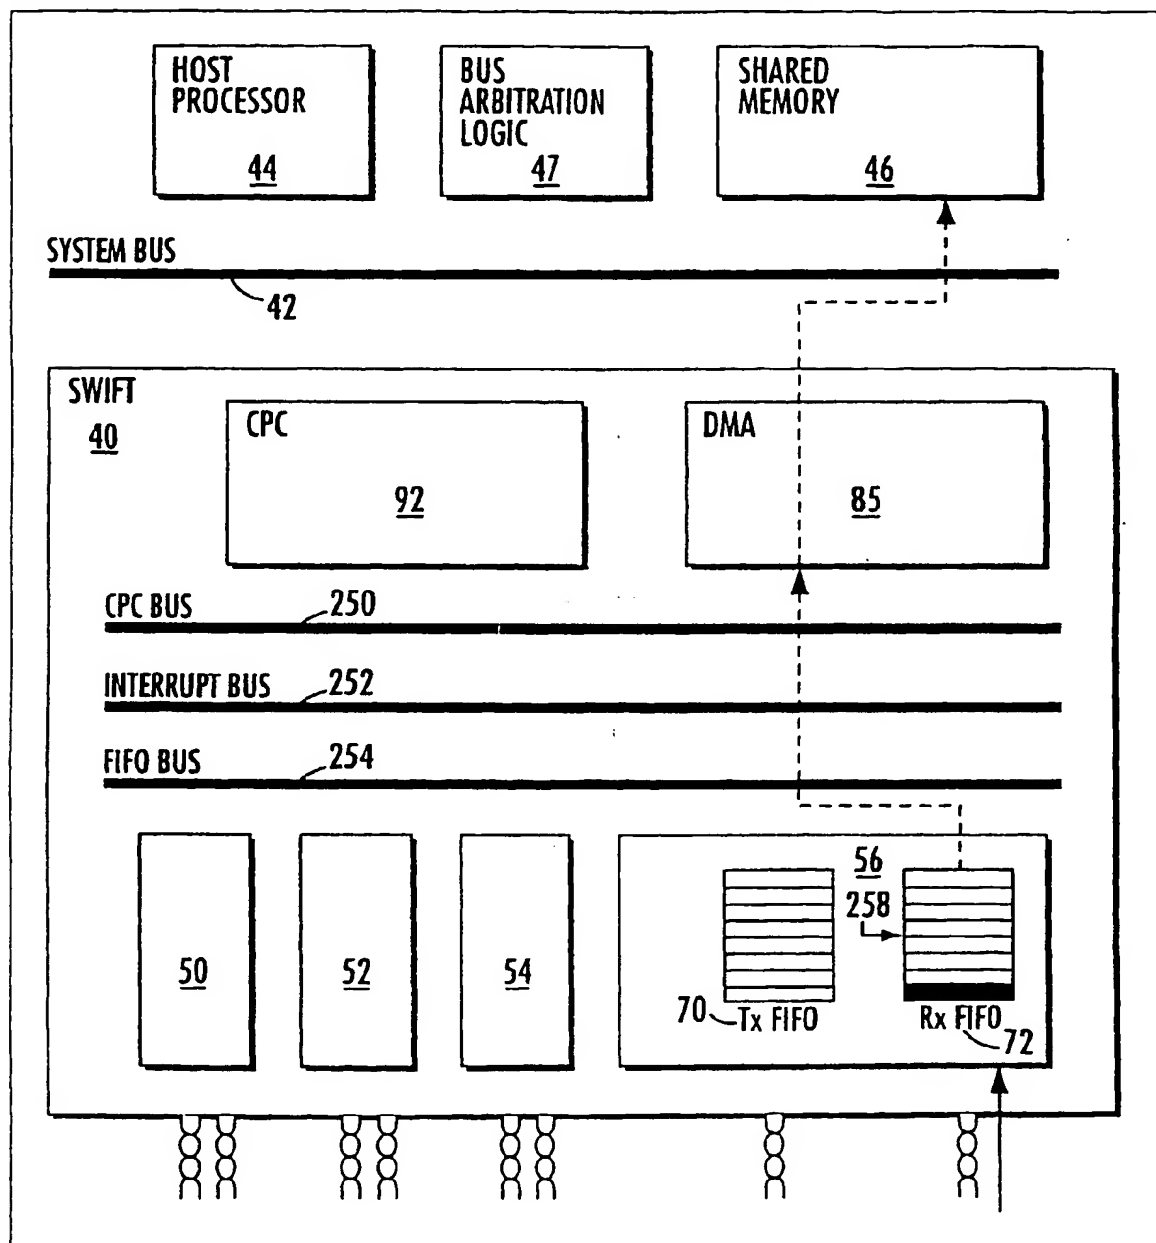 HOST
PROCESSOR
44
BUS
ARBITRATION
LOGIC
47
SHARED
MEMORY
46
SYSTEM BUS
42
SWIFT
40
CPC
92
DMA
85
CPC BUS
250
INTERRUPT BUS
252
FIFO BUS
254
50
52
54
56
258
70
Tx FIFO
Rx FIFO
72